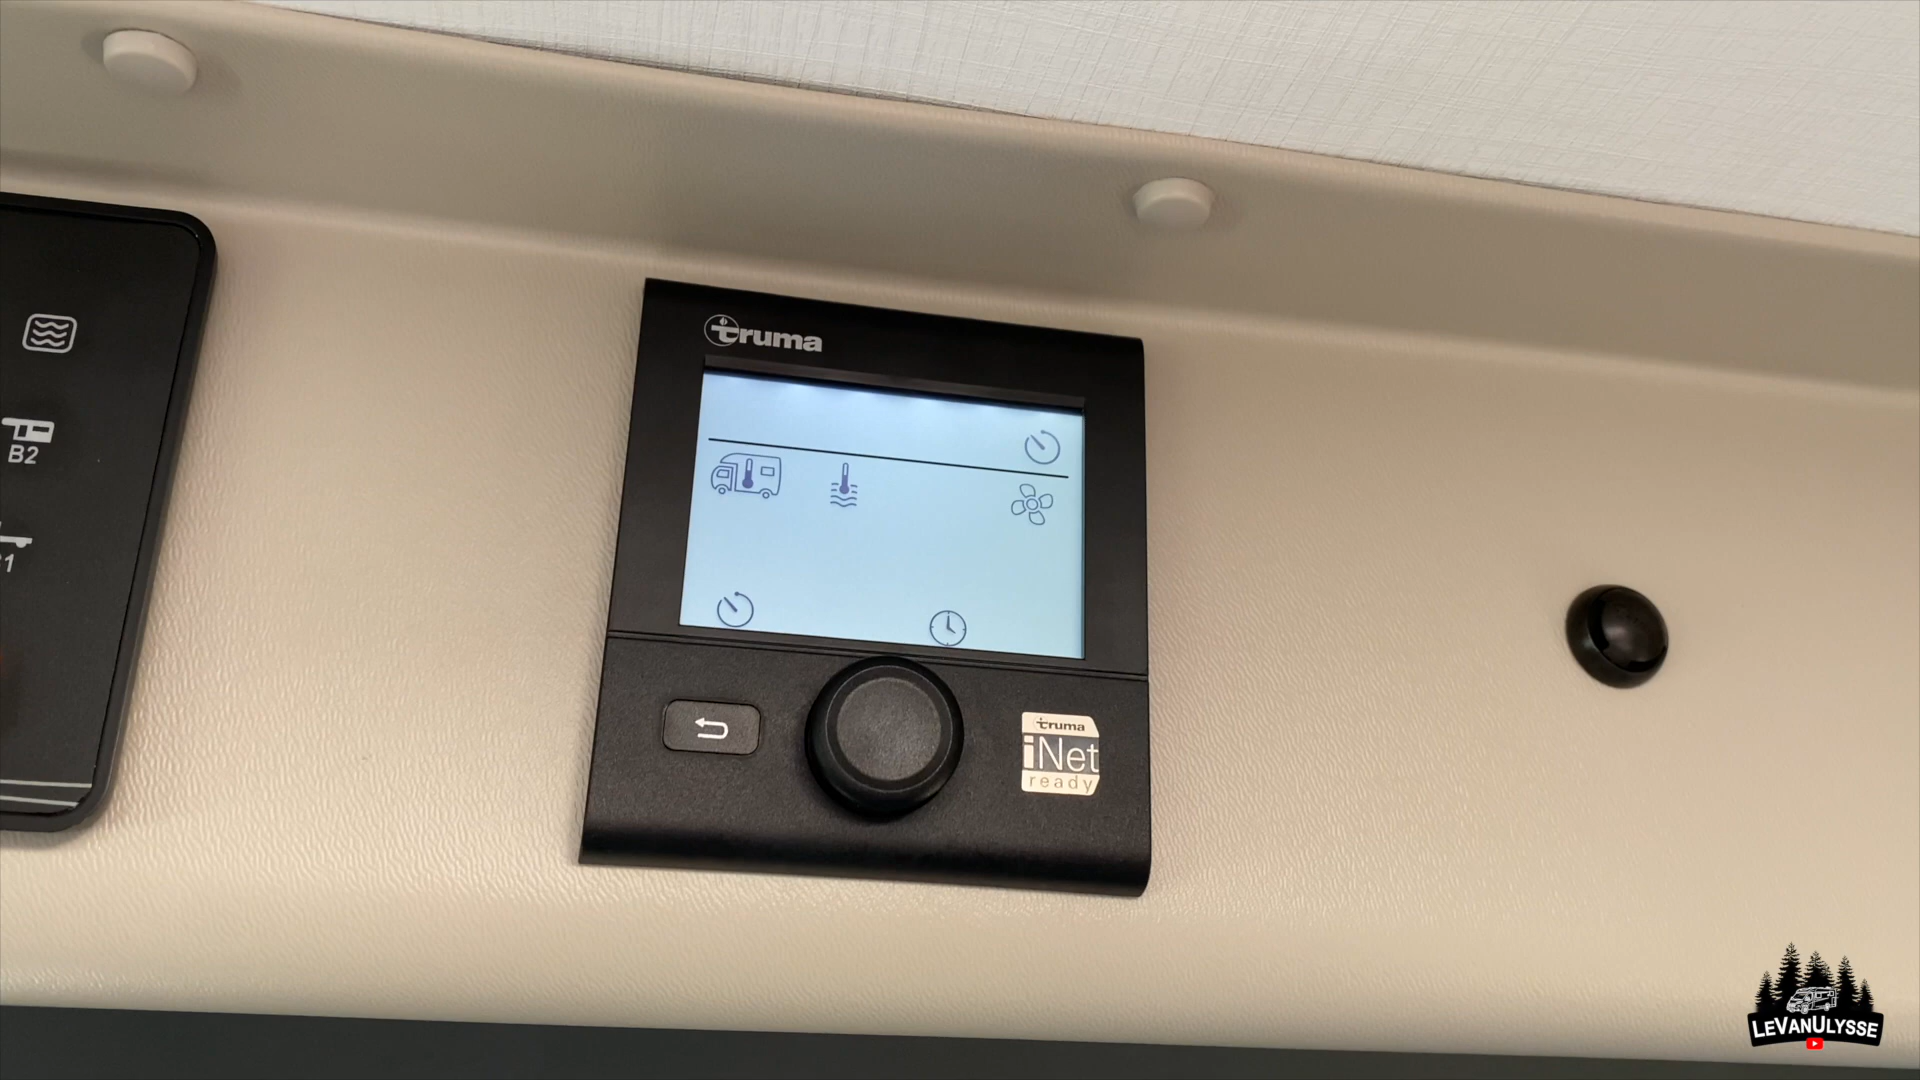 B2
truma
truma
iNet
ready
LEVANULYSSE